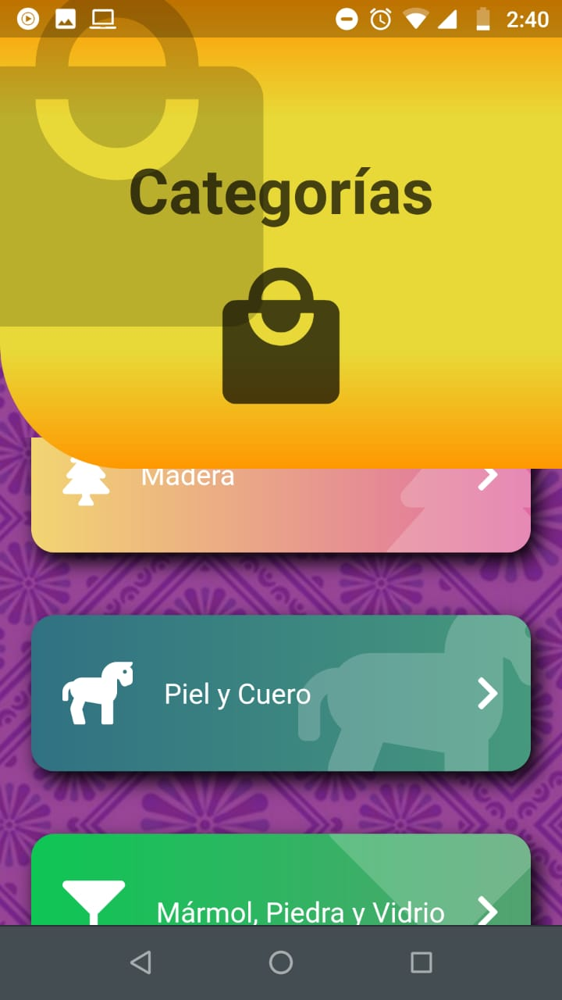 2:40
Categorías
Madera
Piel y Cuero
Mármol, Piedra y Vidrio